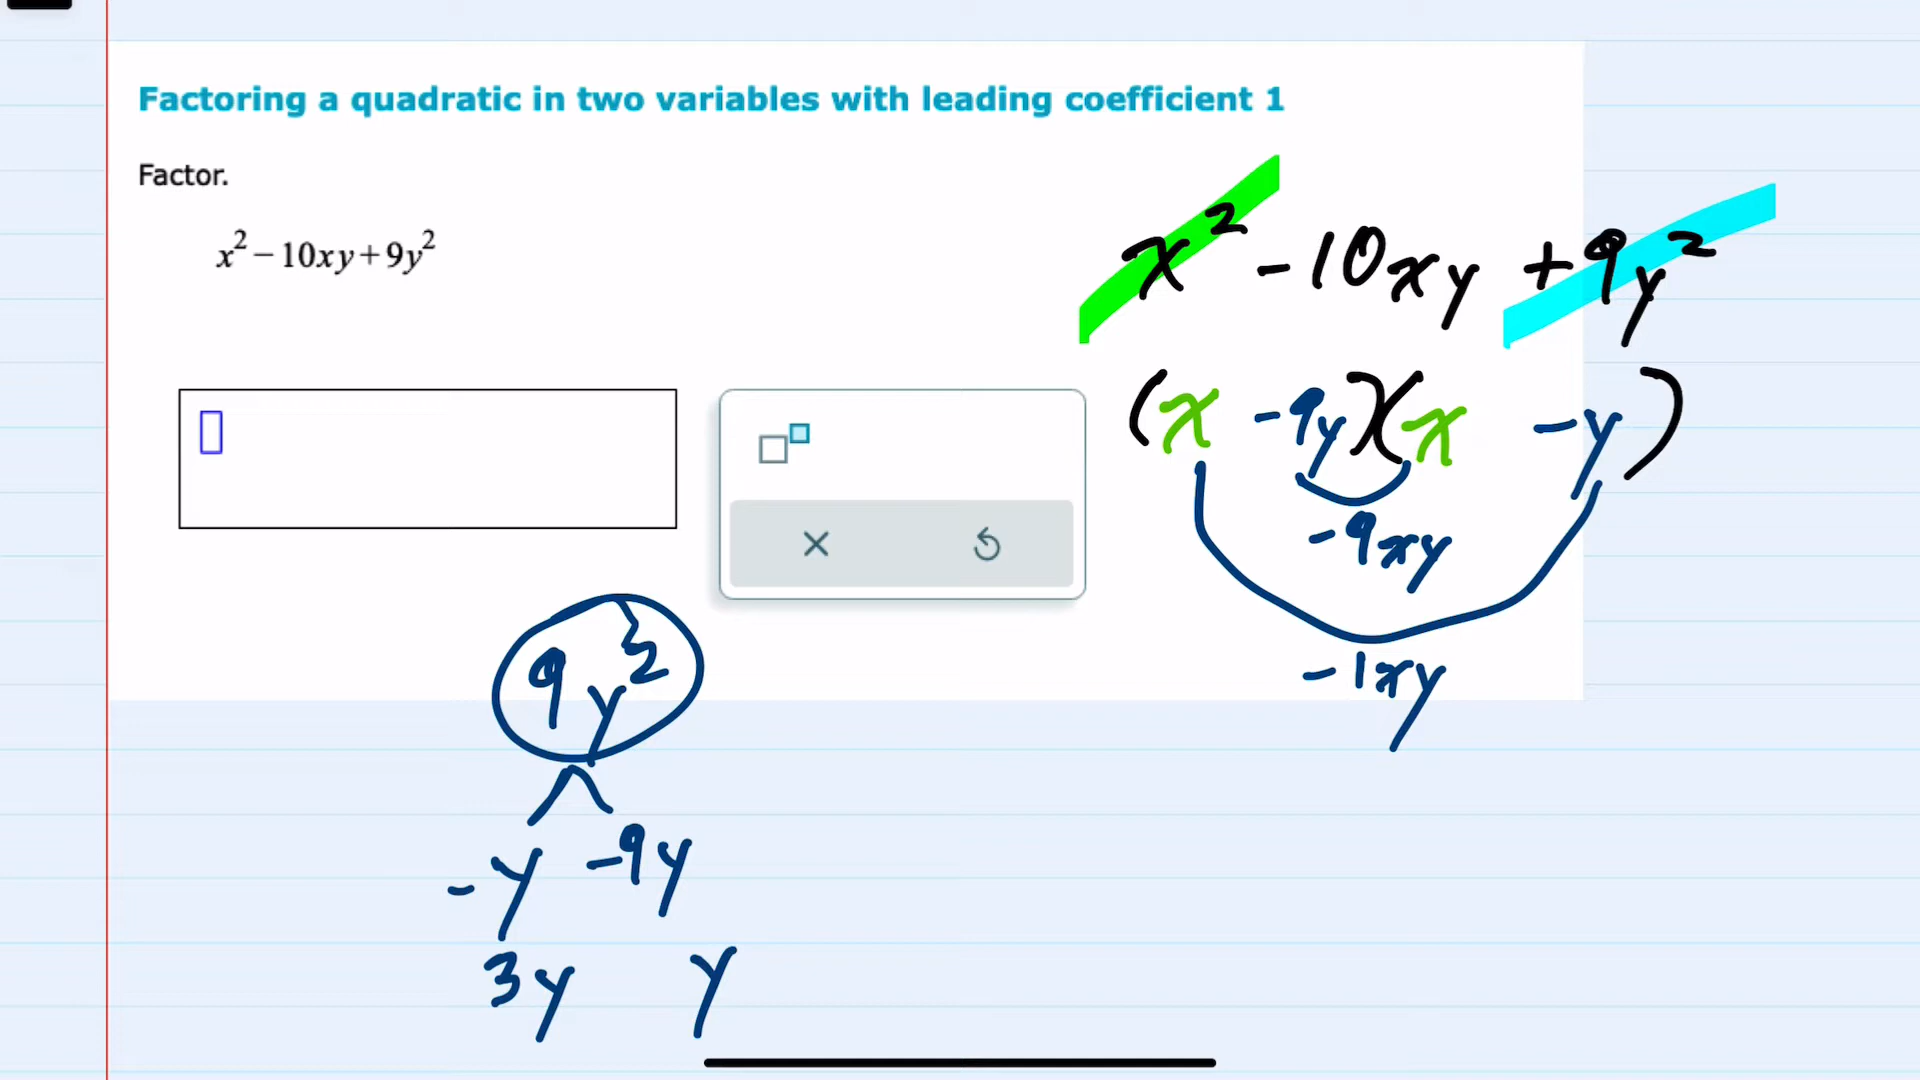 Factoring a quadratic in two variables with leading coefficient 1
Factor.
x² − 10xy + 9y²
x² - 10xy + 9y²
(x - 9y)(x - y)
- 9xy
- 1xy
9y²
- y - 9y
3y y